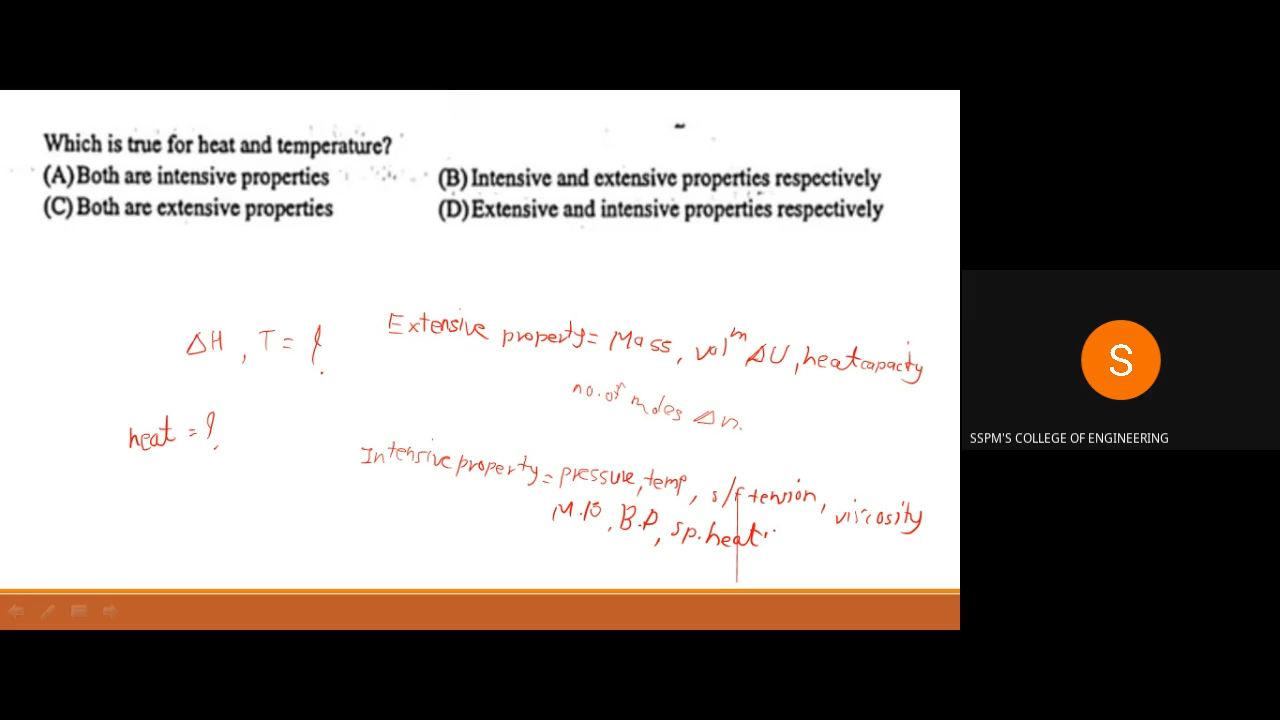 Which is true for heat and temperature?
(A) Both are intensive properties
(B) Intensive and extensive properties respectively
(C) Both are extensive properties
(D) Extensive and intensive properties respectively
ΔH, T = ?
Extensive property = Mass, volᵐ ΔU, heat capacity
no. of moles Δn.
heat = ?
Intensive property = pressure, temp, s/f tension, viscosity
B.P, sp. heat
S
SSPM'S COLLEGE OF ENGINEERING